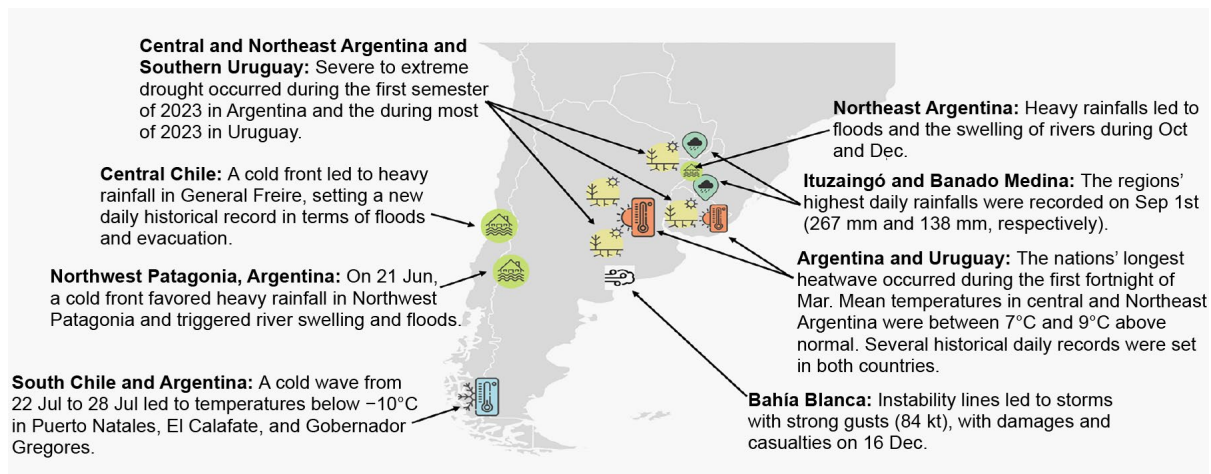 Central and Northeast Argentina and
Southern Uruguay: Severe to extreme
drought occurred during the first semester
of 2023 in Argentina and the during most
of 2023 in Uruguay.
Central Chile: A cold front led to heavy
rainfall in General Freire, setting a new
daily historical record in terms of floods
and evacuation.
Northwest Patagonia, Argentina: On 21 Jun,
a cold front favored heavy rainfall in Northwest
Patagonia and triggered river swelling and floods.
South Chile and Argentina: A cold wave from
22 Jul to 28 Jul led to temperatures below −10°C
in Puerto Natales, El Calafate, and Gobernador
Gregores.
Northeast Argentina: Heavy rainfalls led to
floods and the swelling of rivers during Oct
and Dec.
Ituzaingó and Banado Medina: The regions’
highest daily rainfalls were recorded on Sep 1st
(267 mm and 138 mm, respectively).
Argentina and Uruguay: The nations’ longest
heatwave occurred during the first fortnight of
Mar. Mean temperatures in central and Northeast
Argentina were between 7°C and 9°C above
normal. Several historical daily records were set
in both countries.
Bahía Blanca: Instability lines led to storms
with strong gusts (84 kt), with damages and
casualties on 16 Dec.